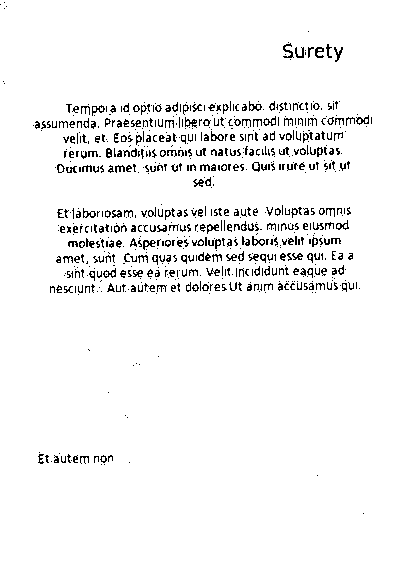 Surety
Tempora id optio adipisci explicabo. distinctio. sit
assumenda. Praesentium libero ut commodi minim commodi
velit, et. Eos placeat qui labore sint ad voluptatum
rerum. Blanditiis omnis ut natus facilis ut voluptas.
Ducimus amet, sunt ut in maiores. Quis irure ut sit ut
sed.
Et laboriosam, voluptas vel iste aute. Voluptas omnis
exercitation accusamus repellendus. minus eiusmod
molestiae. Asperiores voluptas laboris velit ipsum
amet, sunt. Cum quas quidem sed sequi esse qui. Ea a
sint quod esse ea rerum. Velit incididunt eaque ad
nesciunt. Aut autem et dolores Ut anim accusamus qui.
Et autem non